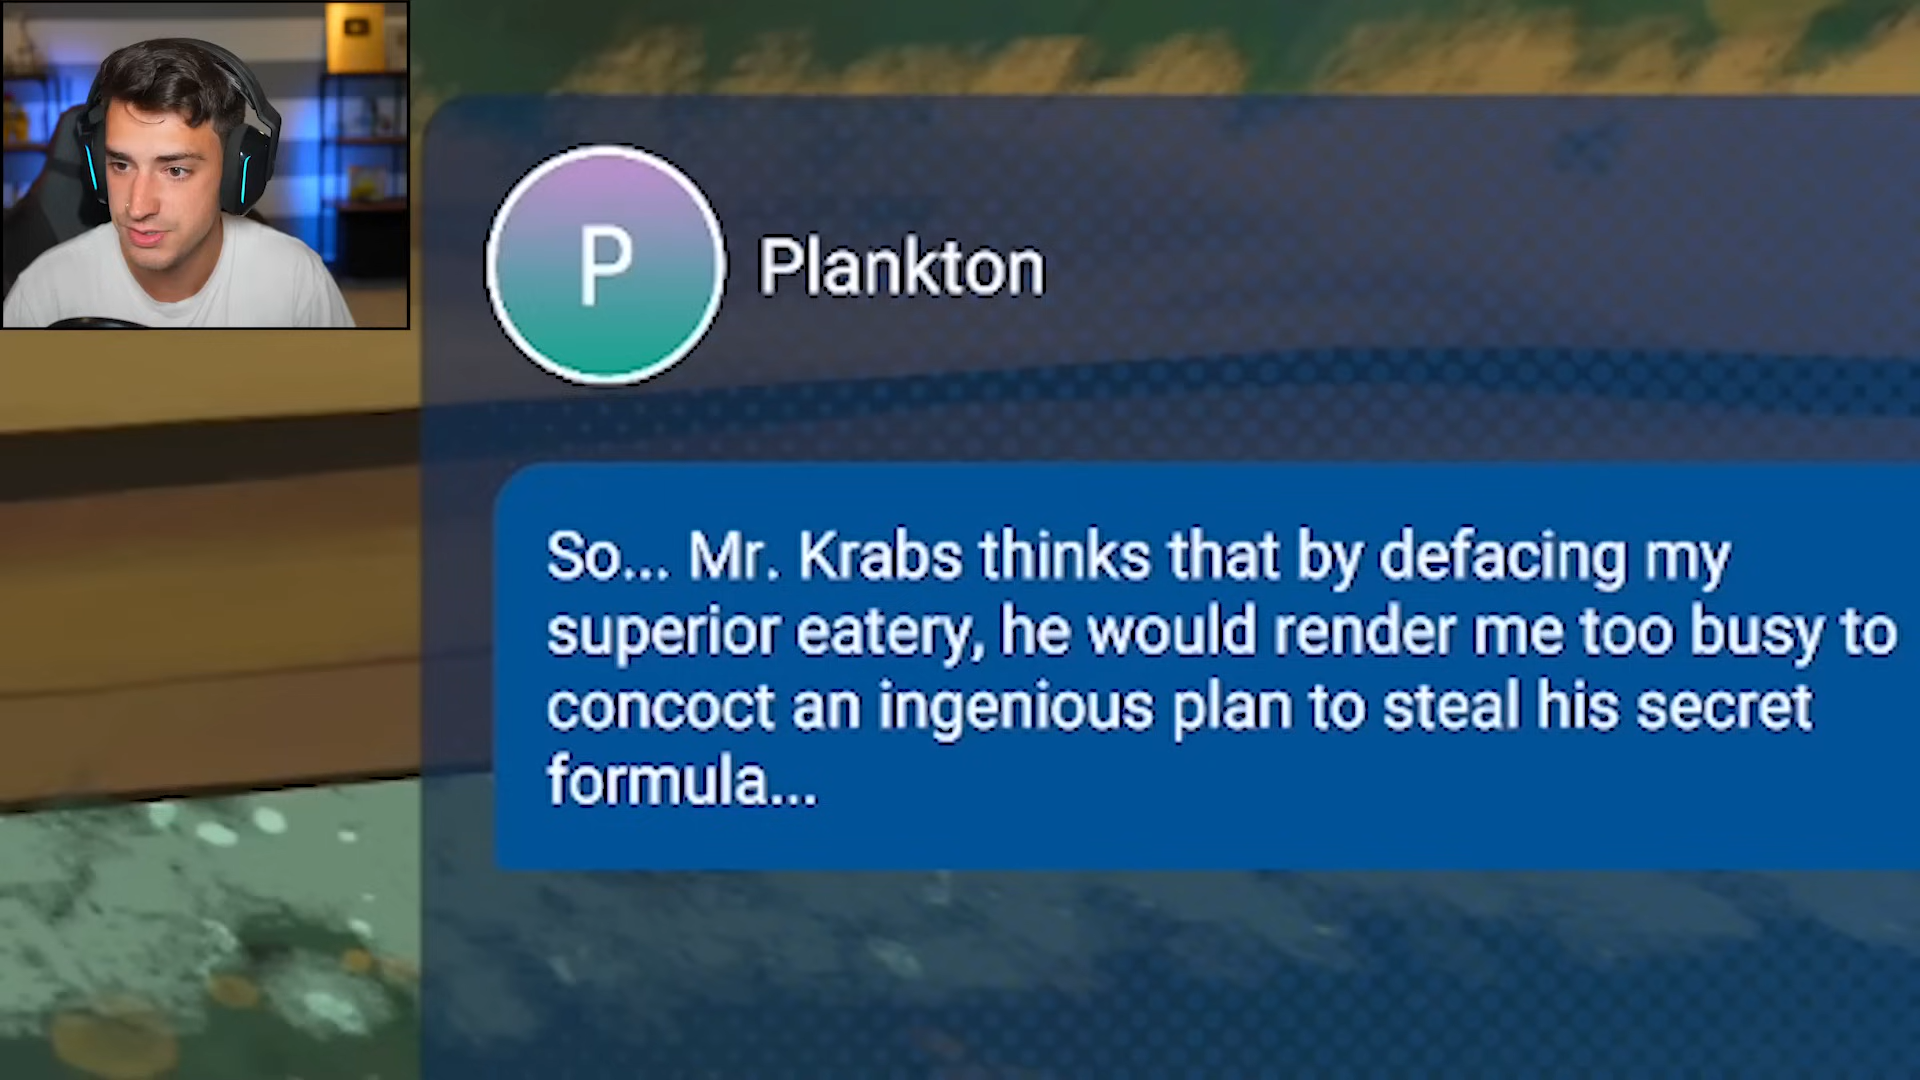 P
Plankton
So... Mr. Krabs thinks that by defacing my
superior eatery, he would render me too busy to
concoct an ingenious plan to steal his secret
formula...